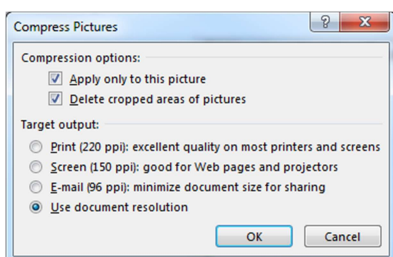 Compress Pictures
Compression options:
Apply only to this picture
Delete cropped areas of pictures
Target output:
Print (220 ppi): excellent quality on most printers and screens
Screen (150 ppi): good for Web pages and projectors
E-mail (96 ppi): minimize document size for sharing
Use document resolution
OK Cancel